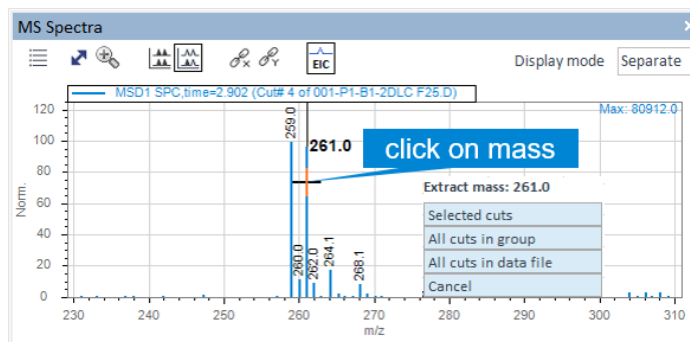 MS Spectra
EIC
Display mode Separate
MSD1 SPC,time=2.902 (Cut# 4 of 001-P1-B1-2DLC F25.D)
Max: 80912.0
120
100
80
60
40
20
0
Norm.
259.0
261.0
260.0
262.0
264.1
268.1
click on mass
Extract mass: 261.0
Selected cuts
All cuts in group
All cuts in data file
Cancel
230 240 250 260 270 280 290 300 310
m/z